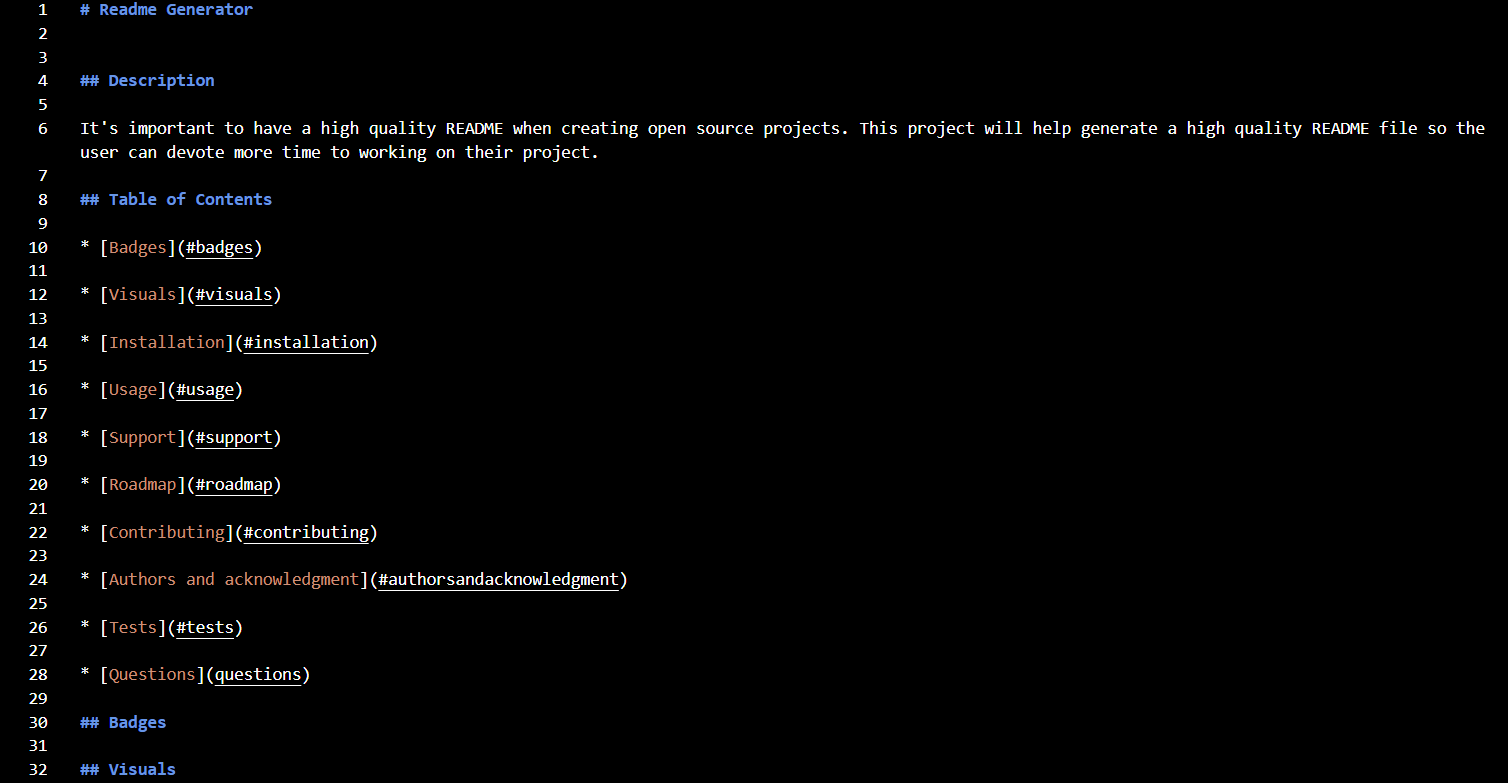 1 # Readme Generator
2
3
4 ## Description
5
6 It's important to have a high quality README when creating open source projects. This project will help generate a high quality README file so the
user can devote more time to working on their project.
7
8 ## Table of Contents
9
10 * [Badges](#badges)
11
12 * [Visuals](#visuals)
13
14 * [Installation](#installation)
15
16 * [Usage](#usage)
17
18 * [Support](#support)
19
20 * [Roadmap](#roadmap)
21
22 * [Contributing](#contributing)
23
24 * [Authors and acknowledgment](#authorsandacknowledgment)
25
26 * [Tests](#tests)
27
28 * [Questions](questions)
29
30 ## Badges
31
32 ## Visuals